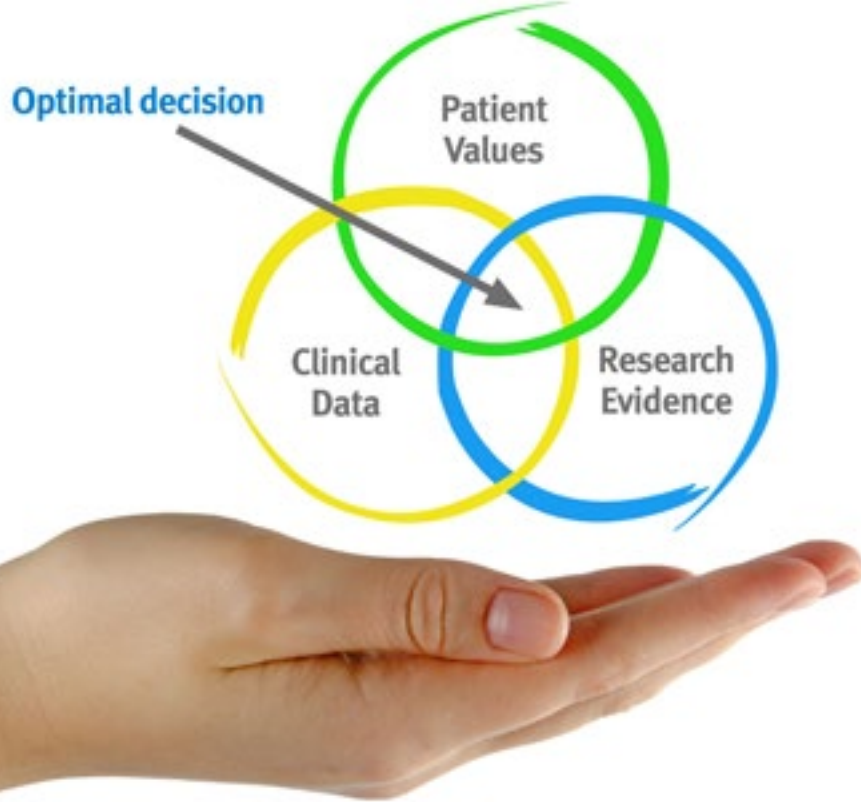 Optimal decision
Patient
Values
Clinical
Data
Research
Evidence